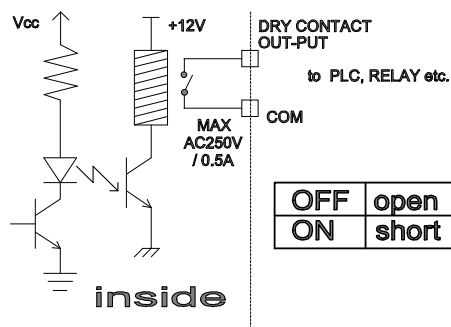 Vcc
+12V
DRY CONTACT
OUT-PUT
to PLC, RELAY etc.
COM
MAX
AC250V
/ 0.5A
OFF open
ON short
inside